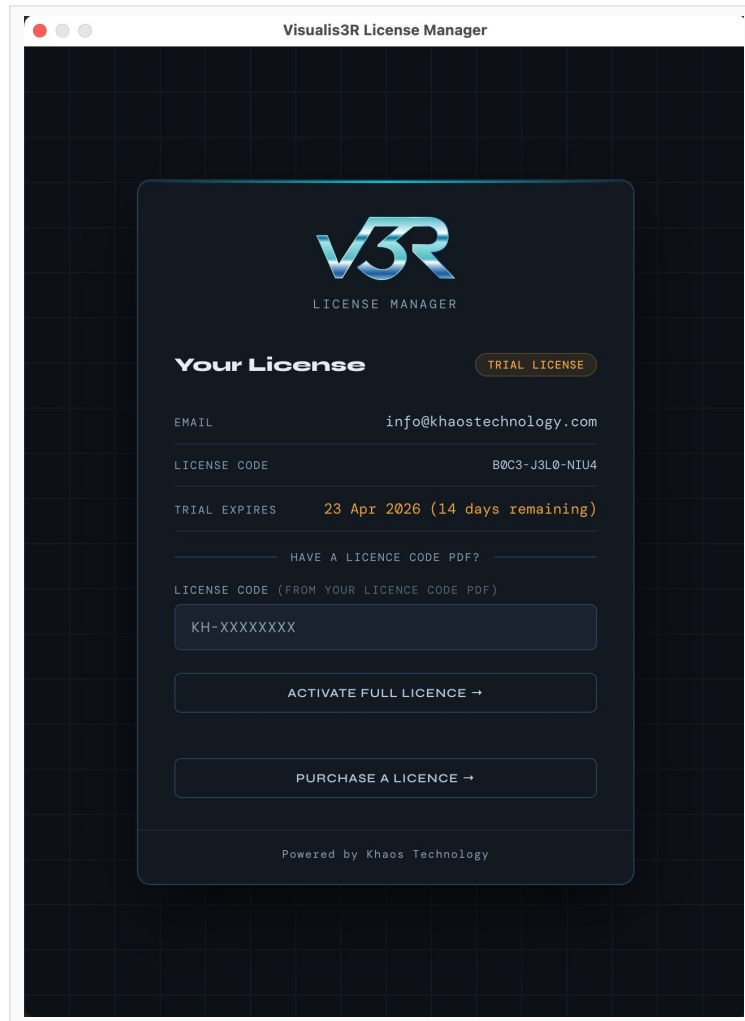 Visualis3R License Manager
V3R
LICENSE MANAGER
Your License
TRIAL LICENSE
EMAIL info@khaostechnology.com
LICENSE CODE B0C3-J3L0-NIU4
TRIAL EXPIRES 23 Apr 2026 (14 days remaining)
HAVE A LICENCE CODE PDF?
LICENSE CODE (FROM YOUR LICENCE CODE PDF)
KH-XXXXXXXX
ACTIVATE FULL LICENCE →
PURCHASE A LICENCE →
Powered by Khaos Technology